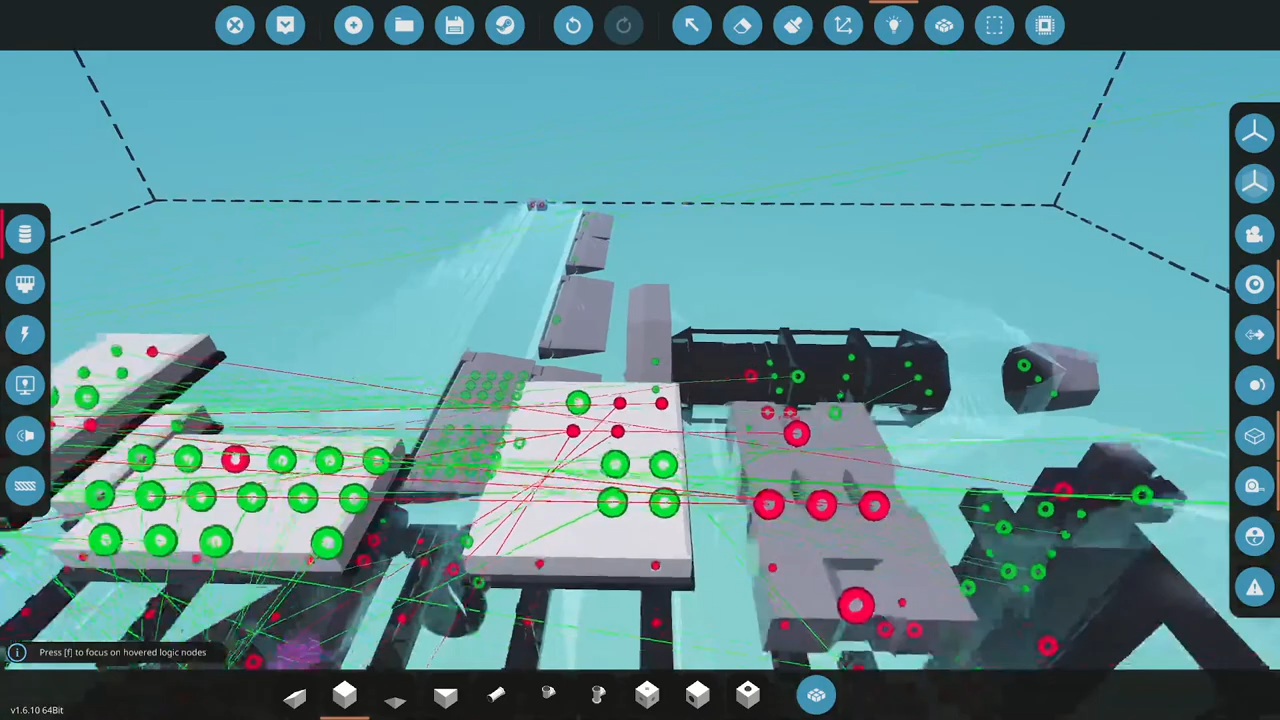 Press [f] to focus on hovered logic nodes
v1.6.10 64Bit